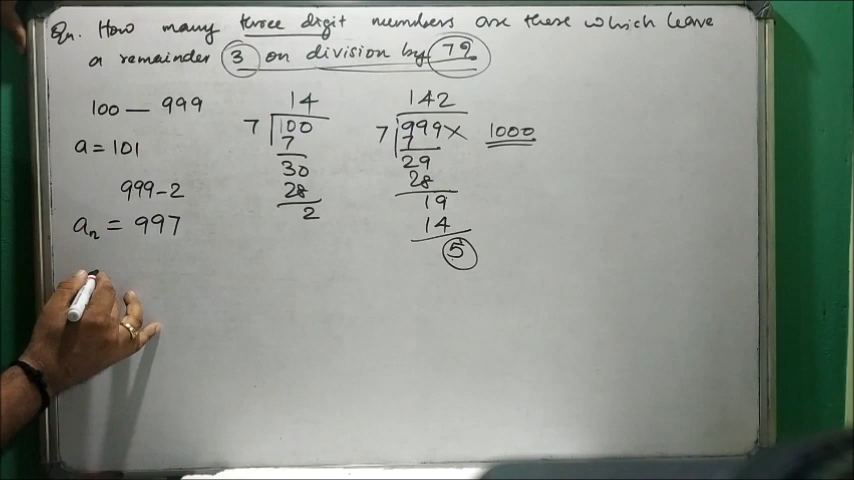 Qn. How many three digit numbers are there which leave
a remainder 3 on division by 7?
100 — 999
a = 101
999-2
aₙ = 997
14
7 100
7
30
28
2
142
7 999 × 1000
7
29
28
19
14
5